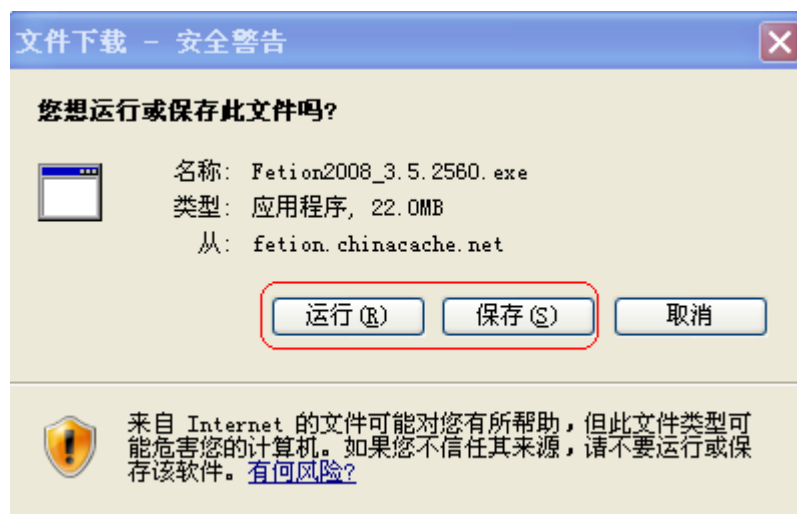 文件下载 - 安全警告
您想运行或保存此文件吗?
名称: Fetion2008_3.5.2560.exe
类型: 应用程序, 22.0MB
从: fetion.chinacache.net
运行(R) 保存(S) 取消
来自 Internet 的文件可能对您有所帮助，但此文件类型可
能危害您的计算机。如果您不信任其来源，请不要运行或保
存该软件。有何风险?